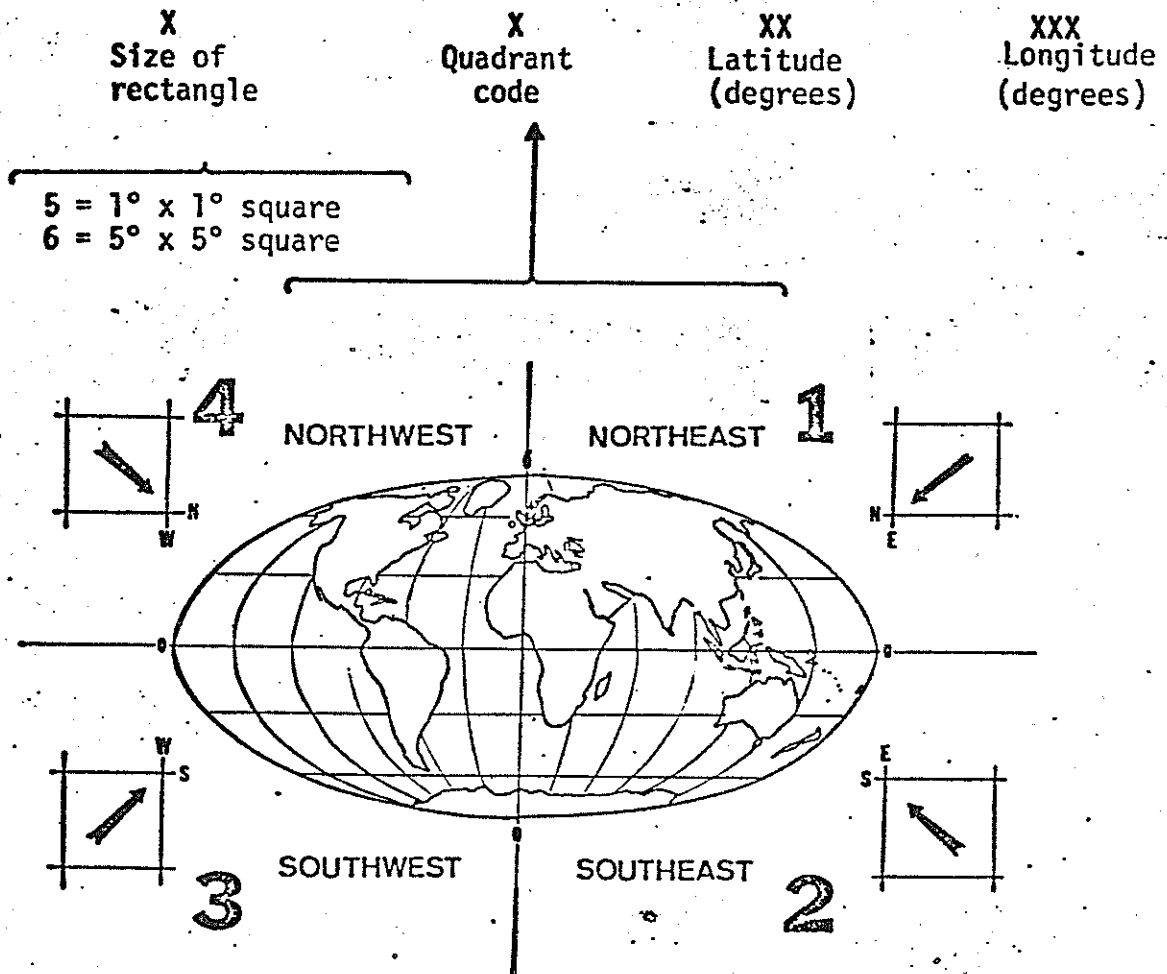 X X XX XXX
Size of Quadrant Latitude Longitude
rectangle code (degrees) (degrees)
5 = 1° x 1° square
6 = 5° x 5° square
4 1
NORTHWEST NORTHEAST
0
N N
W E
0 0
W E
S S
0
SOUTHWEST SOUTHEAST
3 2